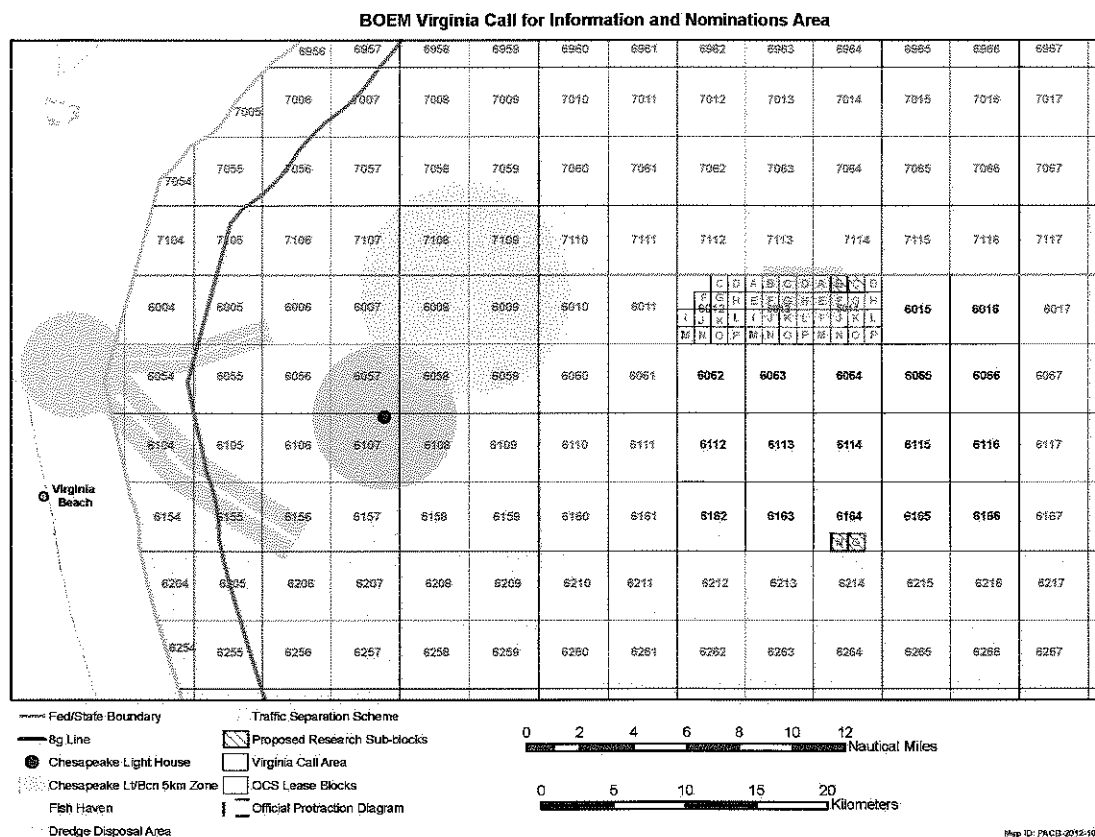 BOEM Virginia Call for Information and Nominations Area
6956 6957 6958 6959 6960 6961 6962 6963 6964 6965 6966 6967
7005 7006 7007 7008 7009 7010 7011 7012 7013 7014 7015 7016 7017
7054 7055 7056 7057 7058 7059 7060 7061 7062 7063 7064 7065 7066 7067
7104 7105 7106 7107 7108 7109 7110 7111 7112 7113 7114 7115 7116 7117
C D A B C D A B C D
6004 6005 6006 6007 6008 6009 6010 6011 6012 6015 6016 6017
F G H E F G H E F G H
I J K L I J K L I J K L
M N O P M N O P M N O P
6054 6055 6056 6057 6058 6059 6060 6061 6062 6063 6064 6065 6066 6067
6104 6105 6106 6107 6108 6109 6110 6111 6112 6113 6114 6115 6116 6117
Virginia
Beach
6154 6155 6156 6157 6158 6159 6160 6161 6162 6163 6164 6165 6166 6167
6204 6205 6206 6207 6208 6209 6210 6211 6212 6213 6214 6215 6216 6217
6254 6255 6256 6257 6258 6259 6260 6261 6262 6263 6264 6265 6266 6267
Fed/State Boundary
8g Line
Chesapeake Light House
Chesapeake Lt/Bcn 5km Zone
Fish Haven
Dredge Disposal Area
Traffic Separation Scheme
Proposed Research Sub-blocks
Virginia Call Area
OCS Lease Blocks
Official Protraction Diagram
0 2 4 6 8 10 12
Nautical Miles
0 5 10 15 20
Kilometers
Map ID: PACB-2012-10